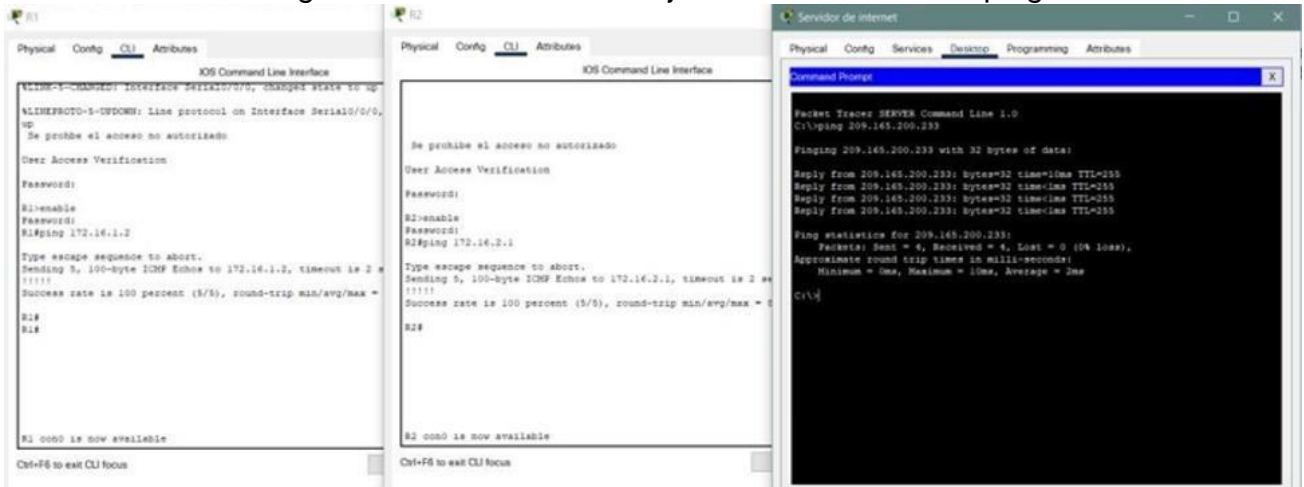 R1
Physical Config CLI Attributes
IOS Command Line Interface
%LINK-5-CHANGED: Interface Serial0/0/0, changed state to up
%LINEPROTO-5-UPDOWN: Line protocol on Interface Serial0/0/0,
up
Se prohbe el acceso no autorizado
User Access Verification
Password:
R1>enable
Password:
R1#ping 172.16.1.2
Type escape sequence to abort.
Sending 5, 100-byte ICMP Echos to 172.16.1.2, timeout is 2 s
!!!!!
Success rate is 100 percent (5/5), round-trip min/avg/max =
R1#
R1#
R1 con0 is now available
Ctrl+F6 to exit CLI focus
R2
Physical Config CLI Attributes
IOS Command Line Interface
Se prohibe el acceso no autorizado
User Access Verification
Password:
R2>enable
Password:
R2#ping 172.16.2.1
Type escape sequence to abort.
Sending 5, 100-byte ICMP Echos to 172.16.2.1, timeout is 2 se
!!!!!
Success rate is 100 percent (5/5), round-trip min/avg/max =
R2#
R2 con0 is now available
Ctrl+F6 to exit CLI focus
Servidor de internet
Physical Config Services Desktop Programming Attributes
Command Prompt X
Packet Tracer SERVER Command Line 1.0
C:\>ping 209.165.200.233
Pinging 209.165.200.233 with 32 bytes of data:
Reply from 209.165.200.233: bytes=32 time=10ms TTL=255
Reply from 209.165.200.233: bytes=32 time<1ms TTL=255
Reply from 209.165.200.233: bytes=32 time<1ms TTL=255
Reply from 209.165.200.233: bytes=32 time<1ms TTL=255
Ping statistics for 209.165.200.233:
Packets: Sent = 4, Received = 4, Lost = 0 (0% loss),
Approximate round trip times in milli-seconds:
Minimum = 0ms, Maximum = 10ms, Average = 2ms
C:\>